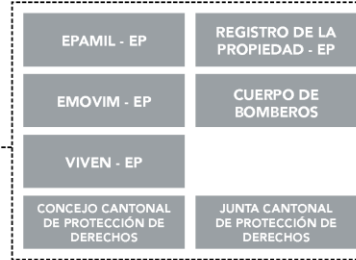 EPAMIL - EP
REGISTRO DE LA
PROPIEDAD - EP
EMOVIM - EP
CUERPO DE
BOMBEROS
VIVEN - EP
CONCEJO CANTONAL
DE PROTECCIÓN DE
DERECHOS
JUNTA CANTONAL
DE PROTECCIÓN DE
DERECHOS